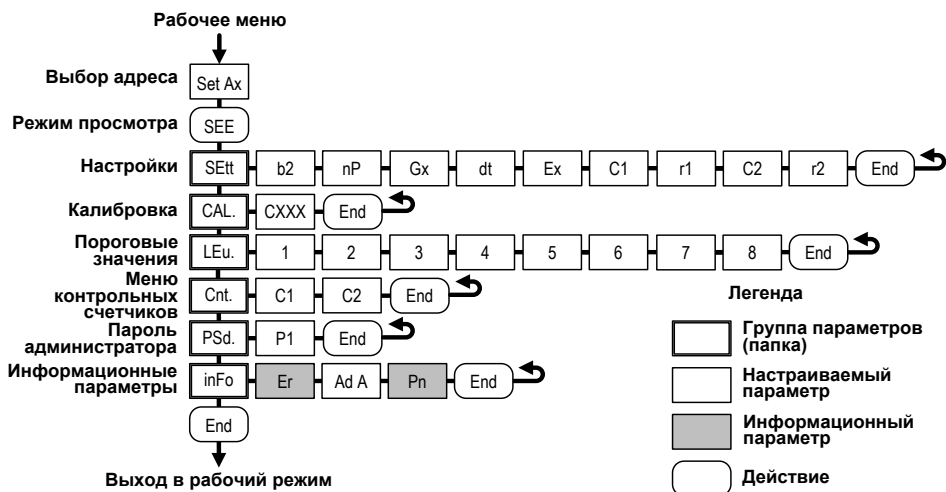 Рабочее меню
Выбор адреса Set Ax
Режим просмотра SEE
Настройки SEtt b2 nP Gx dt Ex C1 r1 C2 r2 End
Калибровка CAL. CXXX End
Пороговые
значения LEu. 1 2 3 4 5 6 7 8 End
Меню
контрольных
счетчиков Cnt. C1 C2 End
Пароль
администратора PSd. P1 End
Информационные
параметры inFo Er Ad A Pn End
End
Выход в рабочий режим
Легенда
Группа параметров
(папка)
Настраиваемый
параметр
Информационный
параметр
Действие